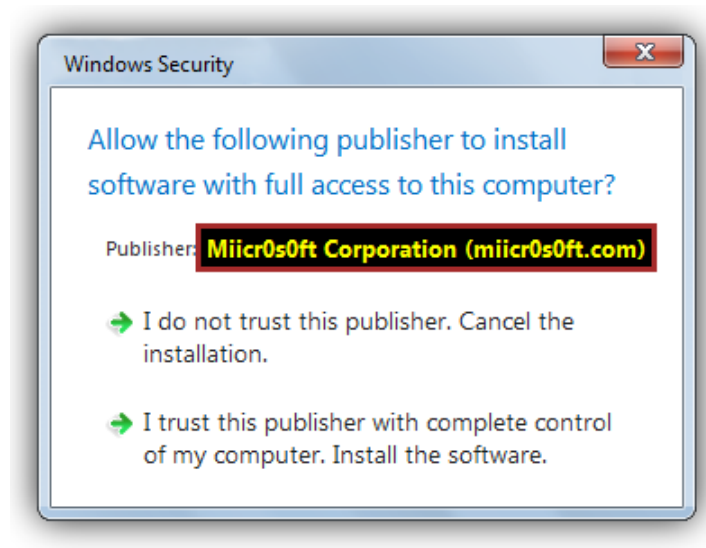 Windows Security
Allow the following publisher to install
software with full access to this computer?
Publisher: Miicr0s0ft Corporation (miicr0s0ft.com)
I do not trust this publisher. Cancel the
installation.
I trust this publisher with complete control
of my computer. Install the software.